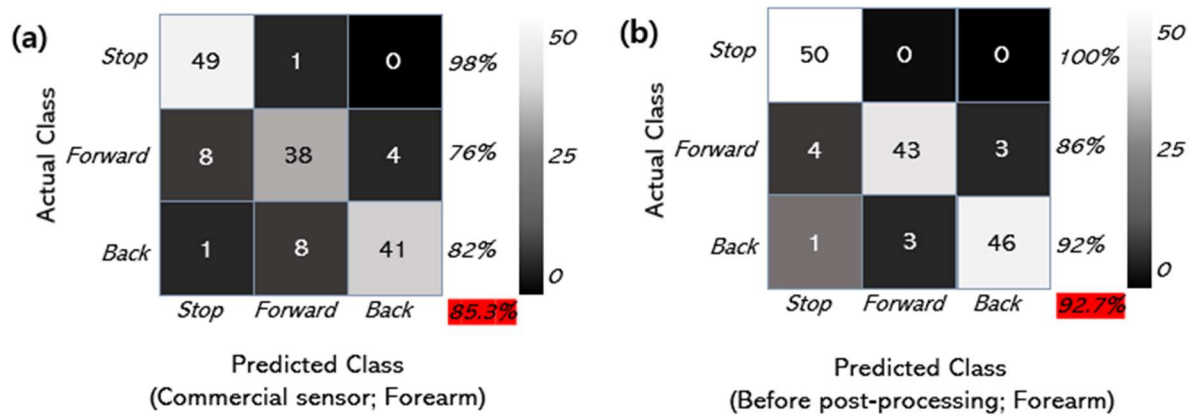 (a)
Actual Class
Stop 49 1 0 98%
Forward 8 38 4 76%
Back 1 8 41 82%
Stop Forward Back 85.3%
50
25
0
Predicted Class
(Commercial sensor; Forearm)
(b)
Actual Class
Stop 50 0 0 100%
Forward 4 43 3 86%
Back 1 3 46 92%
Stop Forward Back 92.7%
50
25
0
Predicted Class
(Before post-processing; Forearm)